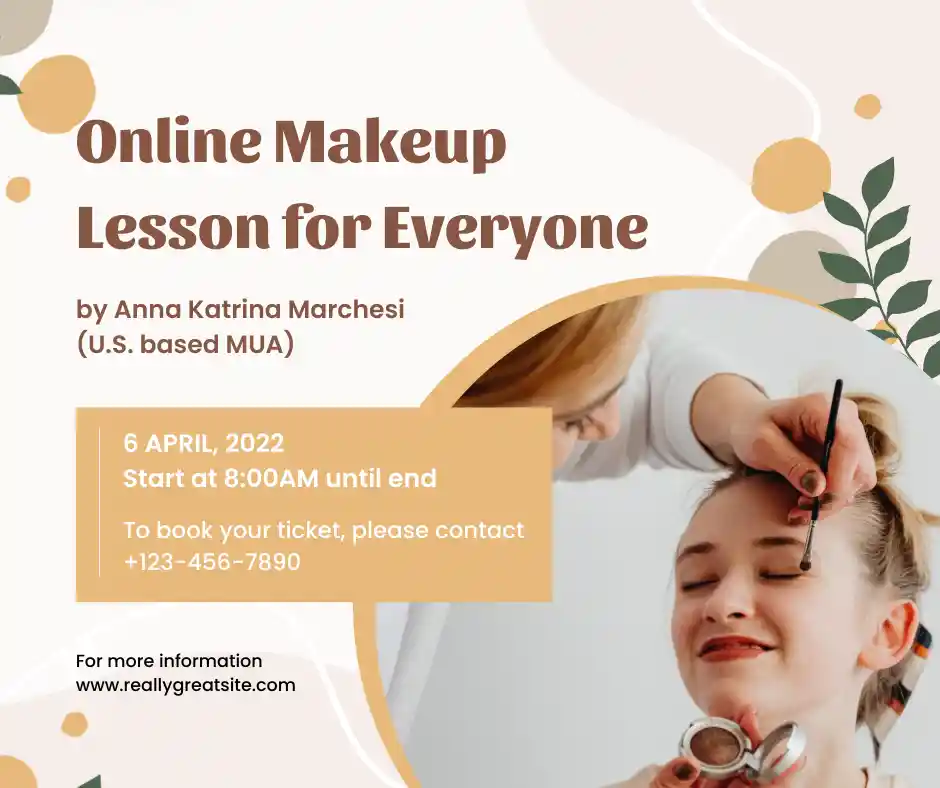 Online Makeup
Lesson for Everyone
by Anna Katrina Marchesi
(U.S. based MUA)
6 APRIL, 2022
Start at 8:00AM until end
To book your ticket, please contact
+123-456-7890
For more information
www.reallygreatsite.com